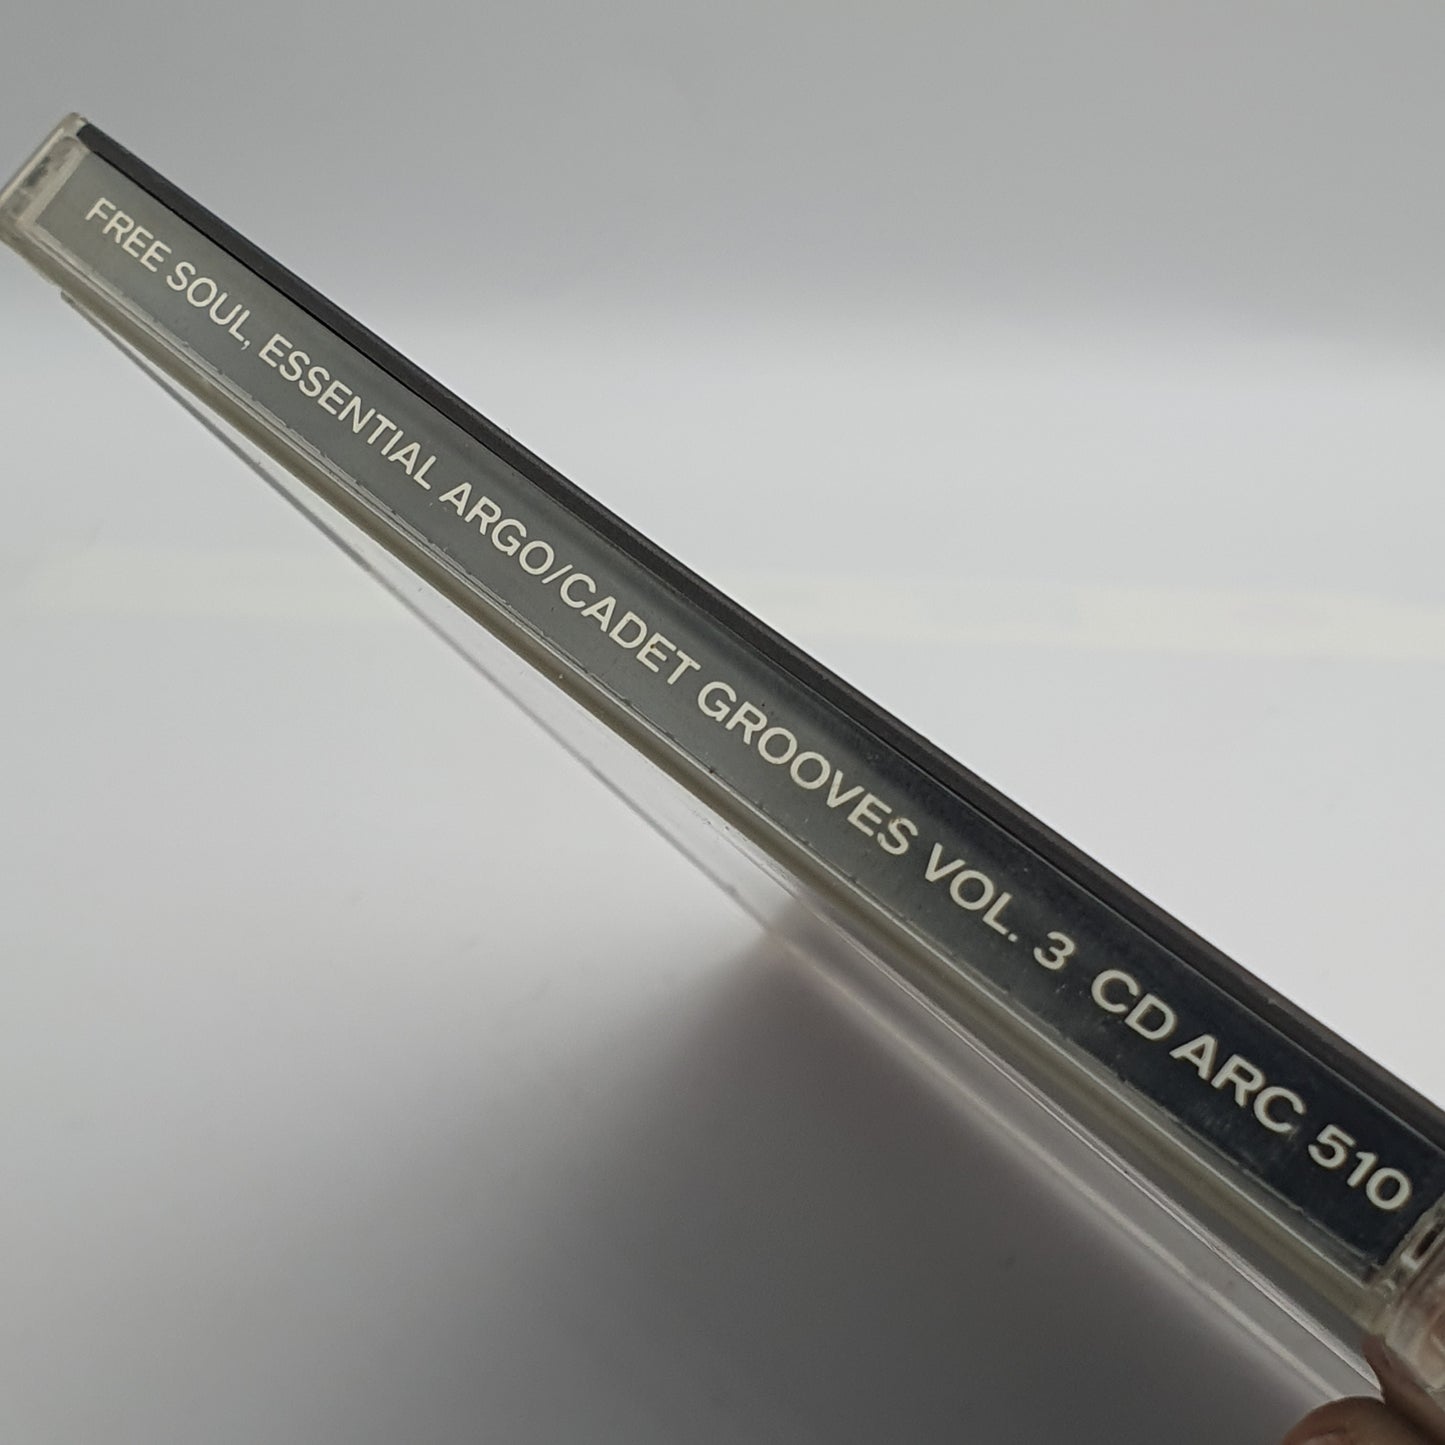 FREE SOUL, ESSENTIAL ARGO/CADET GROOVES VOL. 3 CD ARC 510